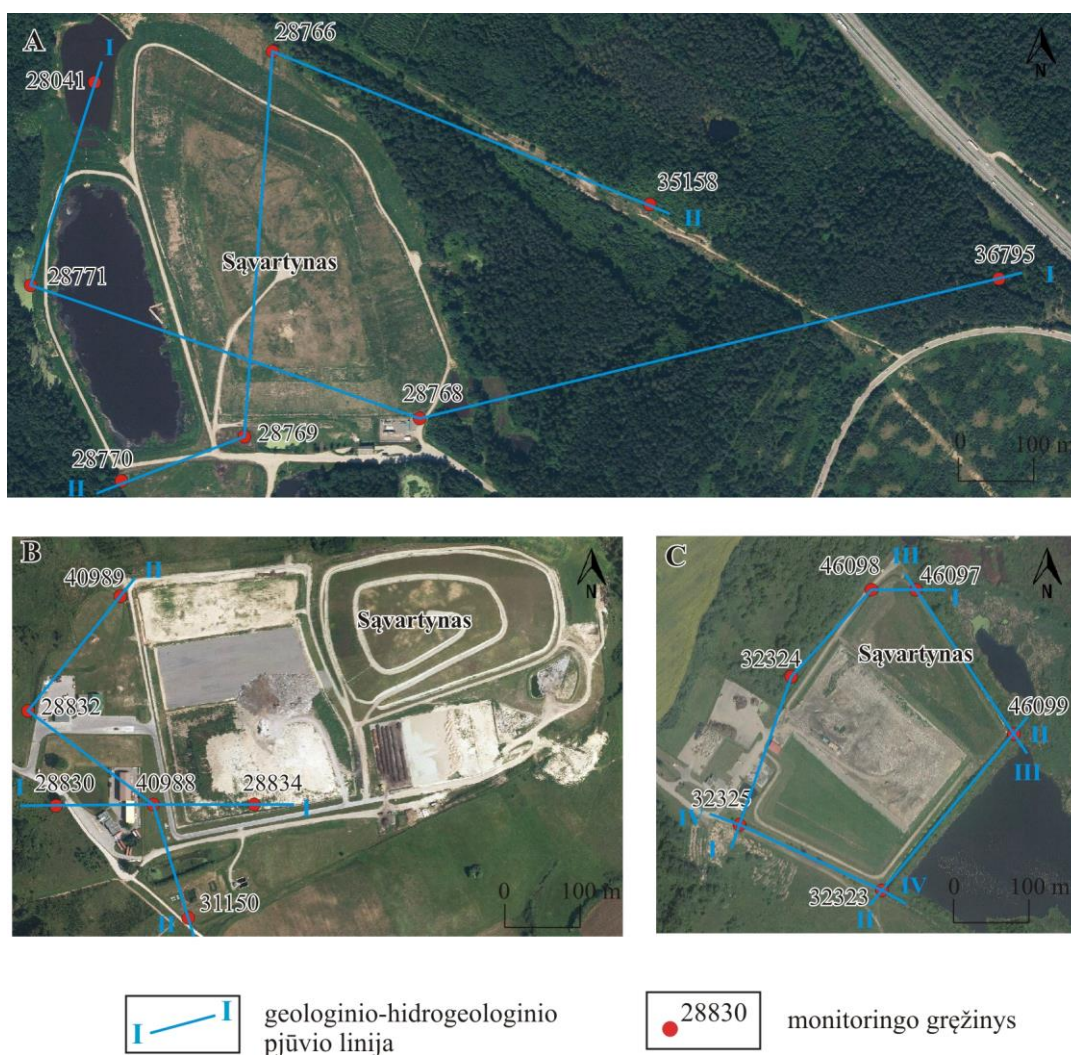 A
28766
I
28041
N
35158
II
36795
I
Sąvartynas
28771
28768
28769
28770
II
0
100 m
B
40989
II
N
Sąvartynas
28832
28830
40988
28834
I
I
0
100 m
31150
II
C
III
46098
46097
N
I
Sąvartynas
32324
46099
II
III
32325
IV
I
IV
32323
II
0
100 m
I
I
geologinio-hidrogeologinio
pjūvio linija
28830
monitoringo gręžinys